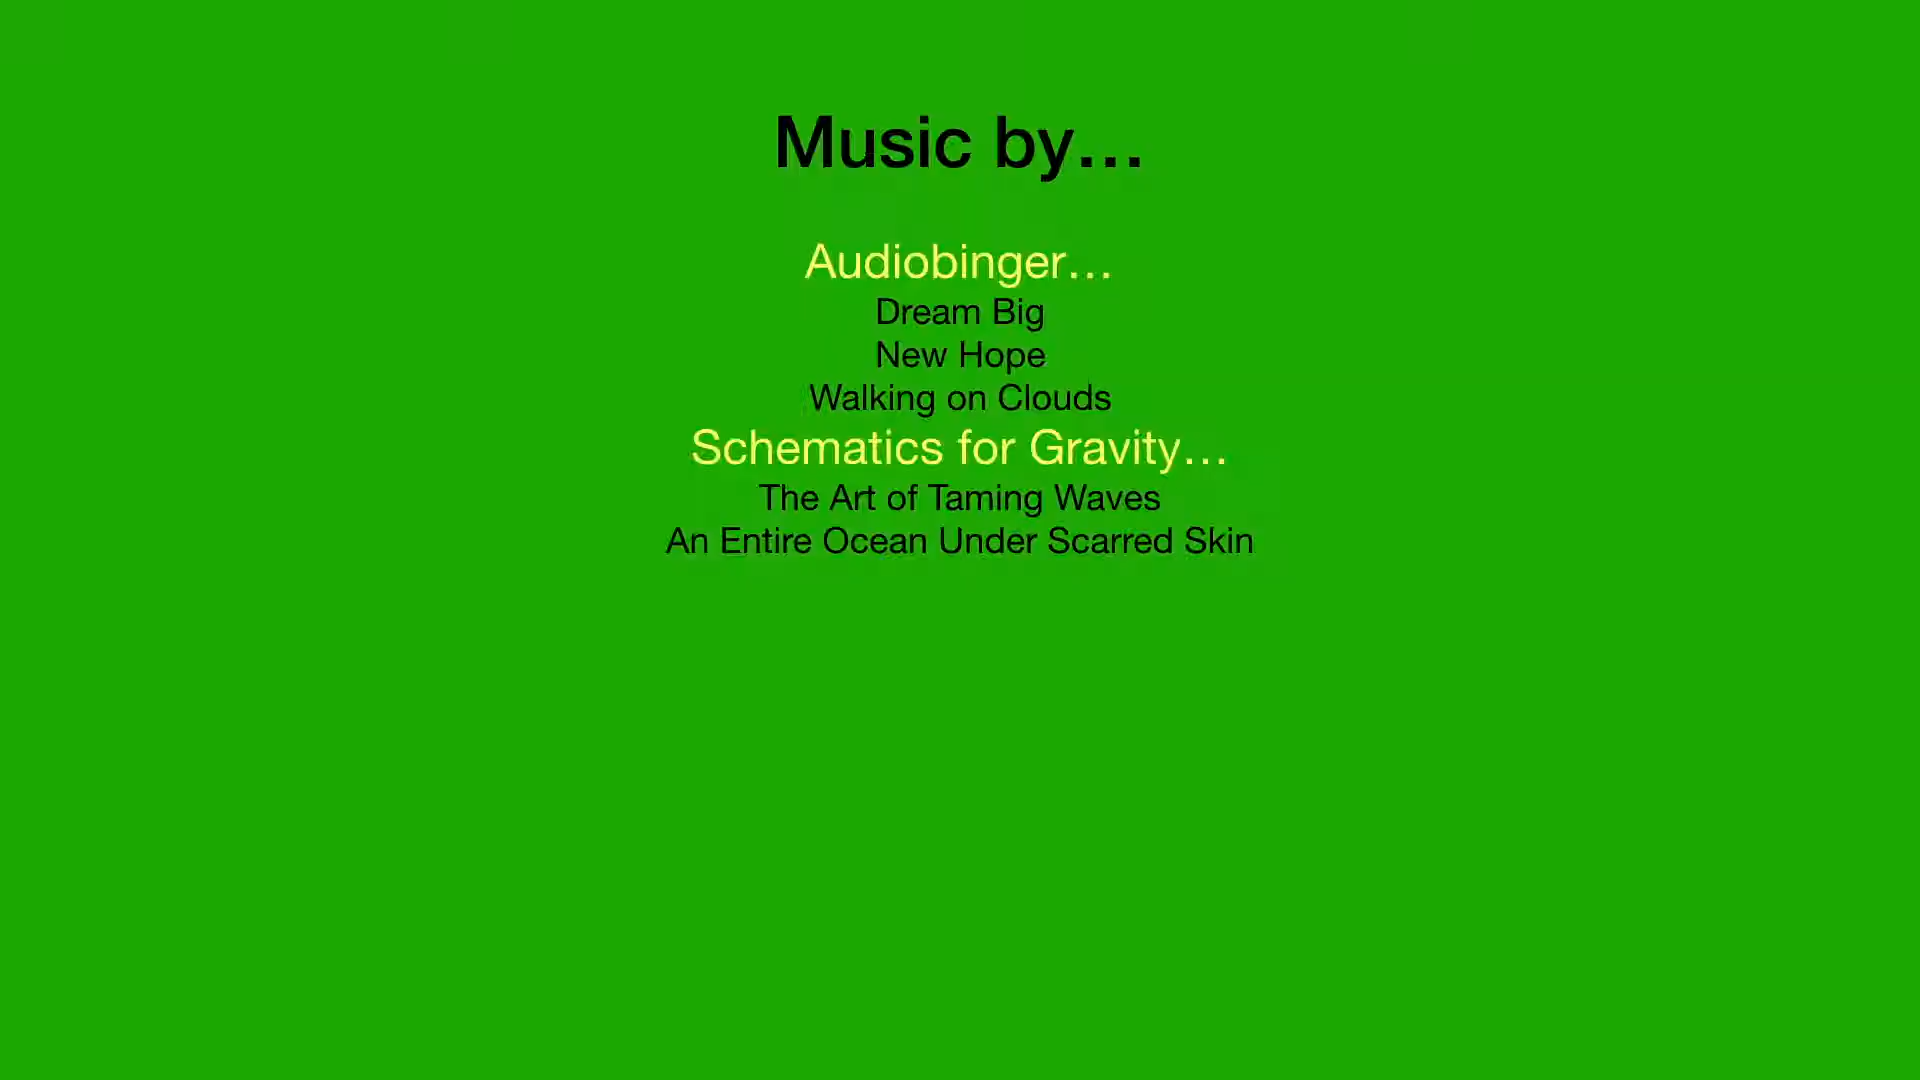 Music by…
Audiobinger…
Dream Big
New Hope
Walking on Clouds
Schematics for Gravity…
The Art of Taming Waves
An Entire Ocean Under Scarred Skin